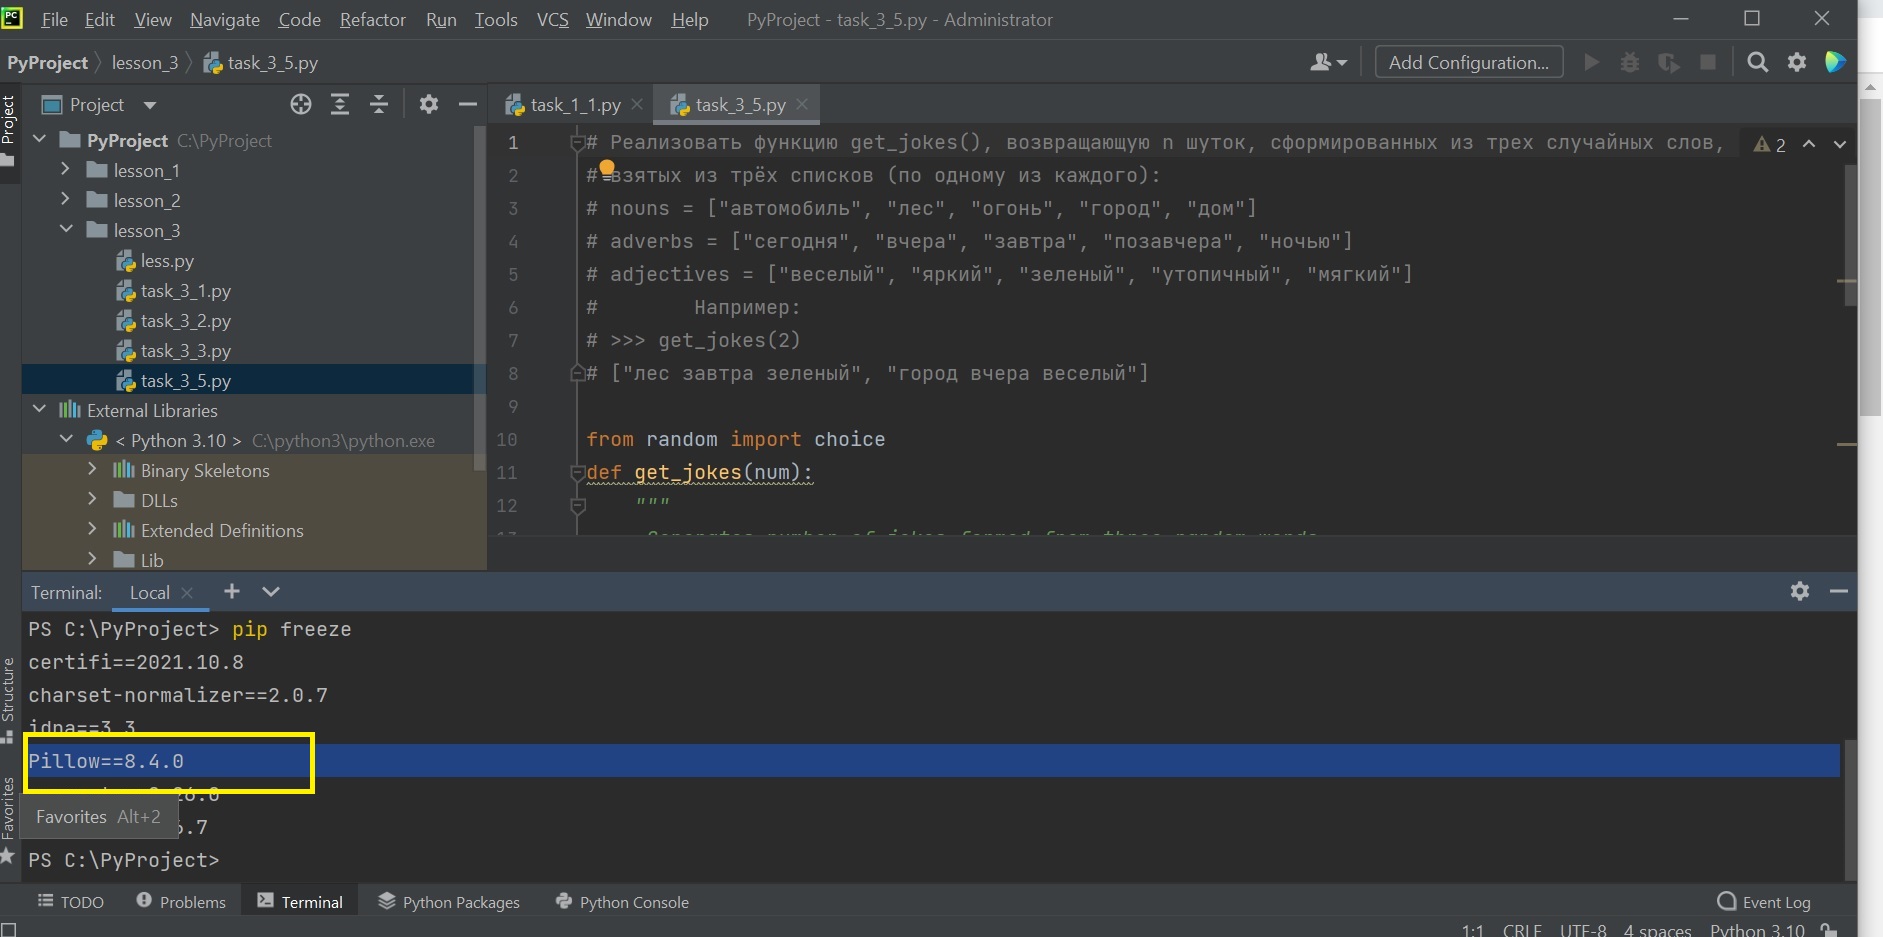 File Edit View Navigate Code Refactor Run Tools VCS Window Help PyProject - task_3_5.py - Administrator
PyProject lesson_3 task_3_5.py Add Configuration...
Project
Project
task_1_1.py task_3_5.py
PyProject C:\PyProject
lesson_1
lesson_2
lesson_3
less.py
task_3_1.py
task_3_2.py
task_3_3.py
task_3_5.py
External Libraries
< Python 3.10 > C:\python3\python.exe
Binary Skeletons
DLLs
Extended Definitions
Lib
1 # Реализовать функцию get_jokes(), возвращающую n шуток, сформированных из трех случайных слов, 2
2 # взятых из трёх списков (по одному из каждого):
3 # nouns = ["автомобиль", "лес", "огонь", "город", "дом"]
4 # adverbs = ["сегодня", "вчера", "завтра", "позавчера", "ночью"]
5 # adjectives = ["веселый", "яркий", "зеленый", "утопичный", "мягкий"]
6 # Например:
7 # >>> get_jokes(2)
8 # ["лес завтра зеленый", "город вчера веселый"]
9
10 from random import choice
11 def get_jokes(num):
12 """
Terminal: Local
PS C:\PyProject> pip freeze
certifi==2021.10.8
charset-normalizer==2.0.7
idna==3.3
Pillow==8.4.0
.26.0
Favorites Alt+2
.7
PS C:\PyProject>
Structure
Favorites
TODO Problems Terminal Python Packages Python Console Event Log
1:1 CRLF UTF-8 4 spaces Python 3.10